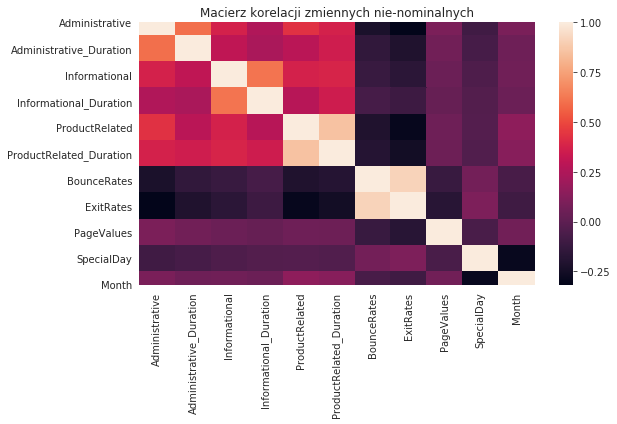 Macierz korelacji zmiennych nie-nominalnych
Administrative
Administrative_Duration
Informational
Informational_Duration
ProductRelated
ProductRelated_Duration
BounceRates
ExitRates
PageValues
SpecialDay
Month
Administrative
Administrative_Duration
Informational
Informational_Duration
ProductRelated
ProductRelated_Duration
BounceRates
ExitRates
PageValues
SpecialDay
Month
1.00
0.75
0.50
0.25
0.00
−0.25